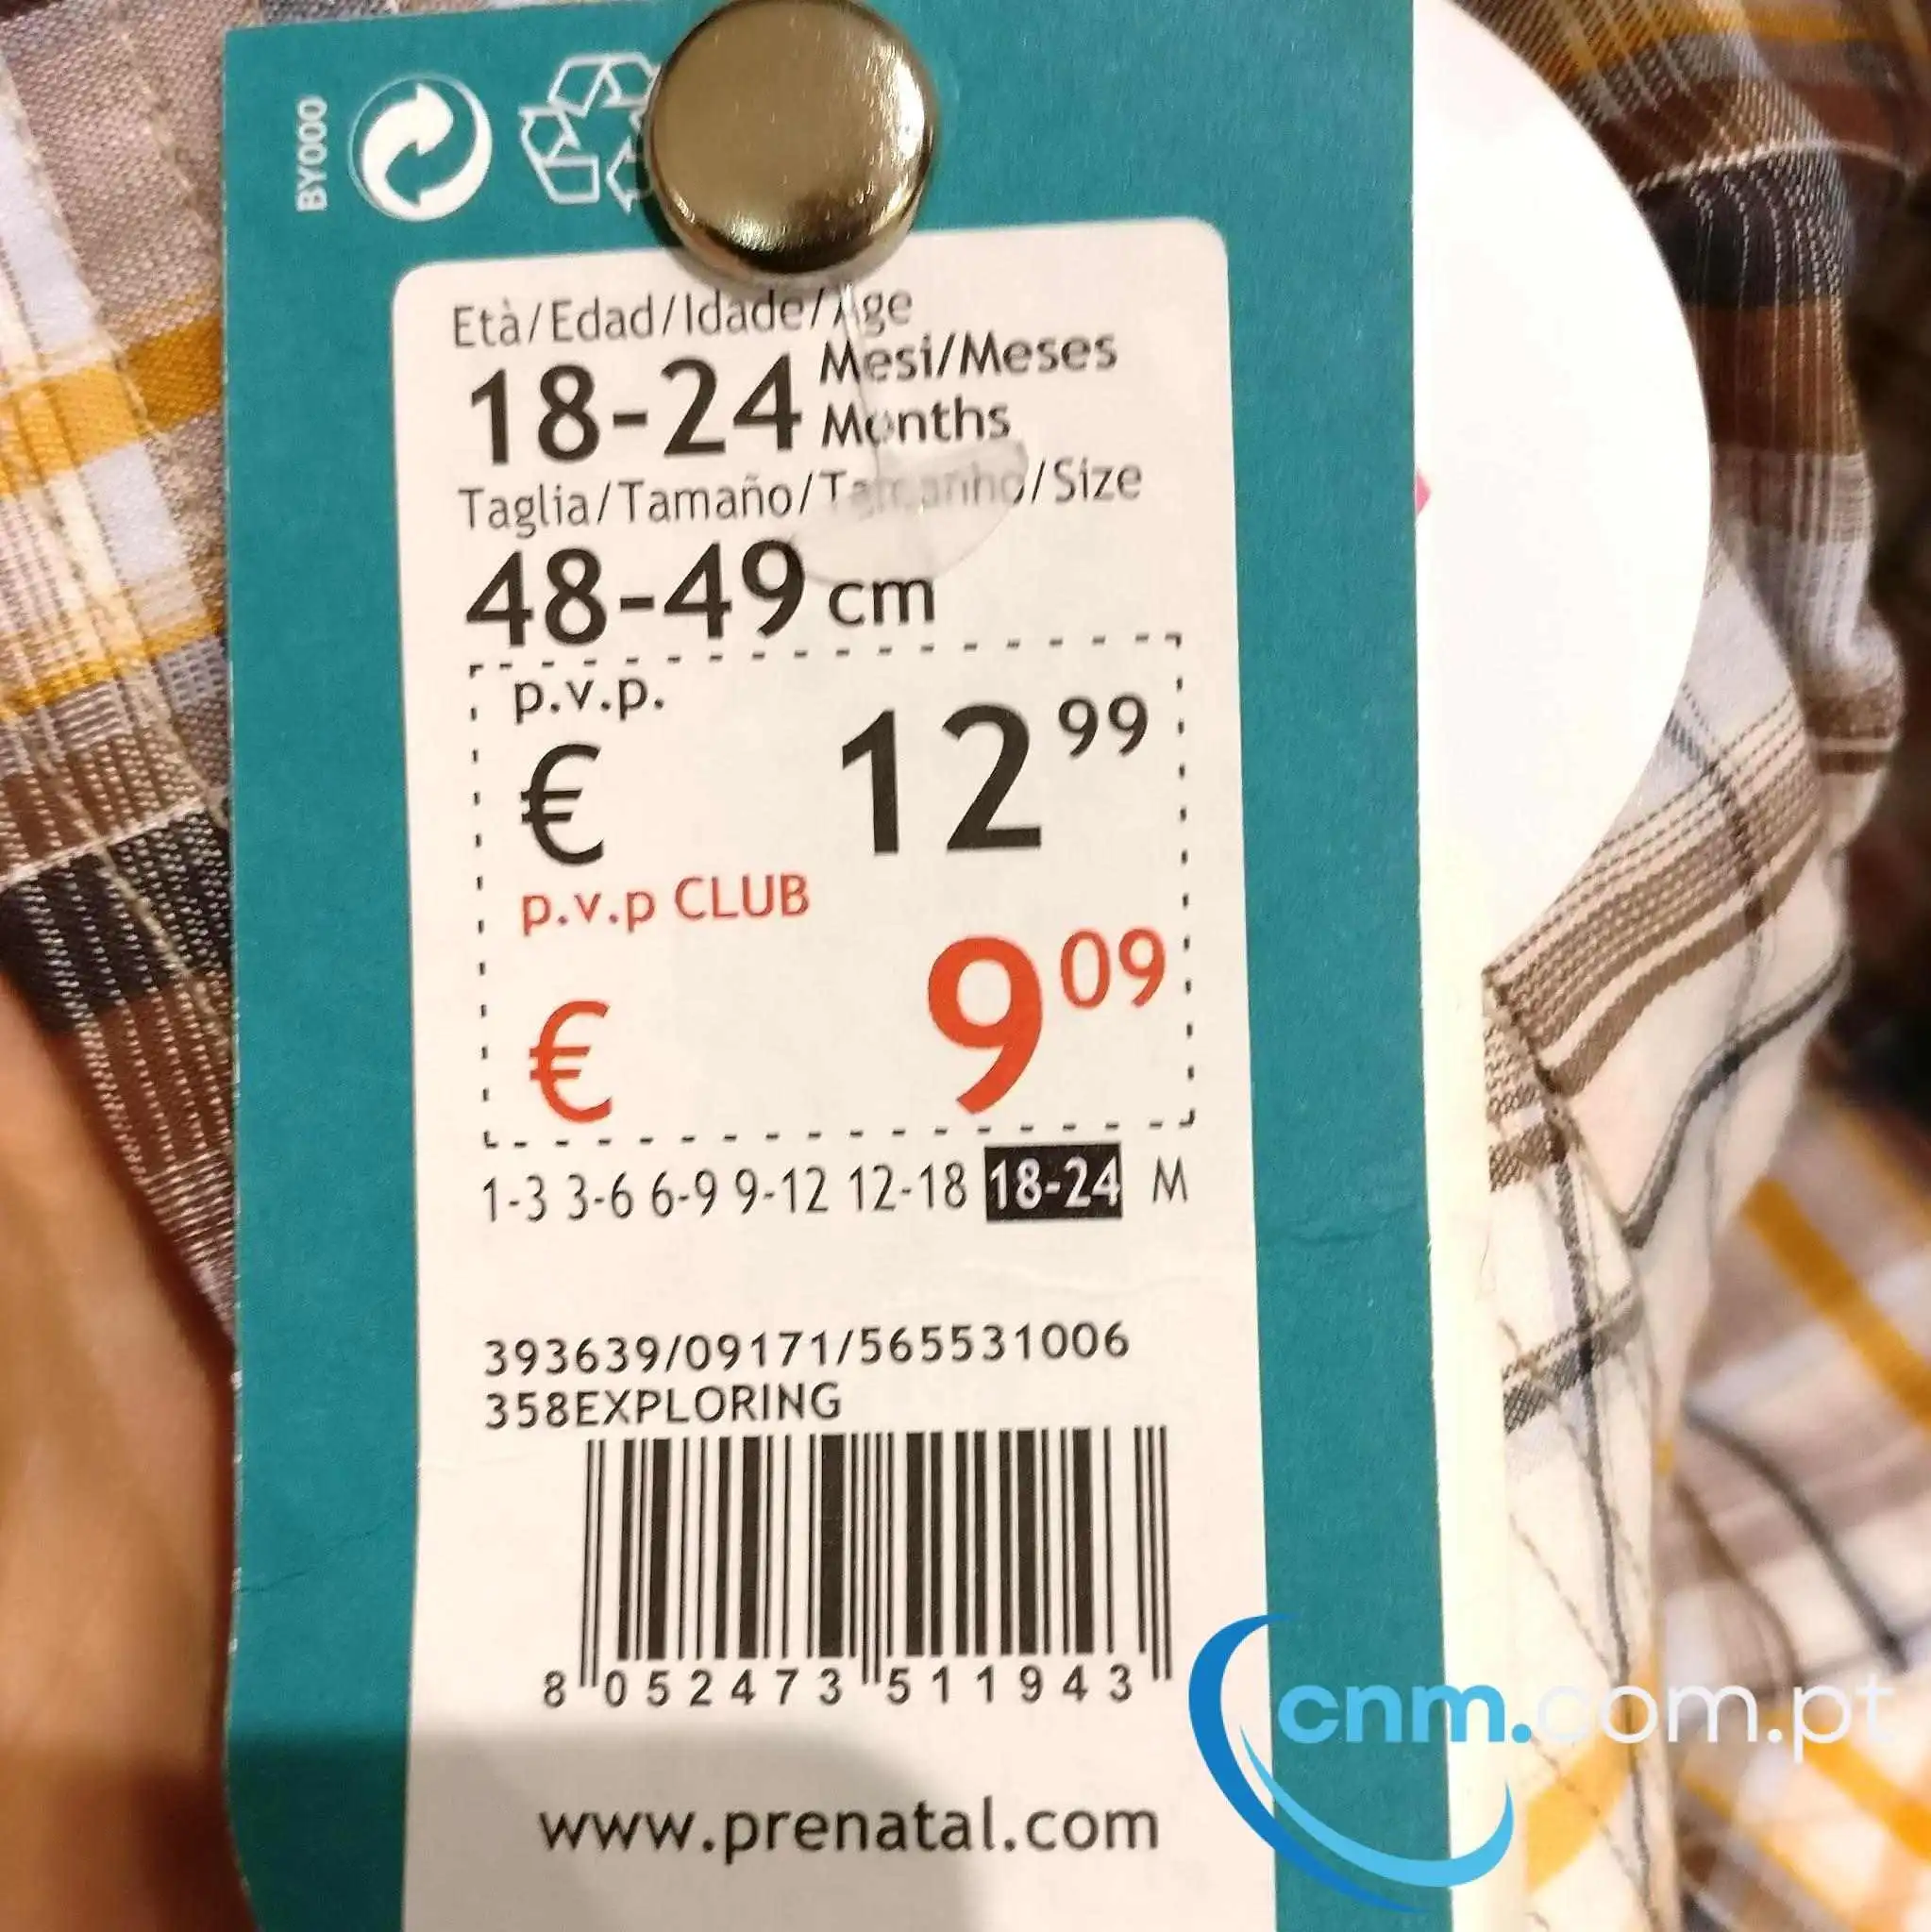 BY000
Età/Edad/Idade/Age
18-24 Mesi/Meses
Months
Taglia/Tamaño/Tamanho/Size
48-49 cm
p.v.p.
€ 12 99
p.v.p CLUB
€ 9 09
1-3 3-6 6-9 9-12 12-18 18-24 M
393639/09171/565531006
358EXPLORING
8 052473 511943
www.prenatal.com
cnm.com.pt